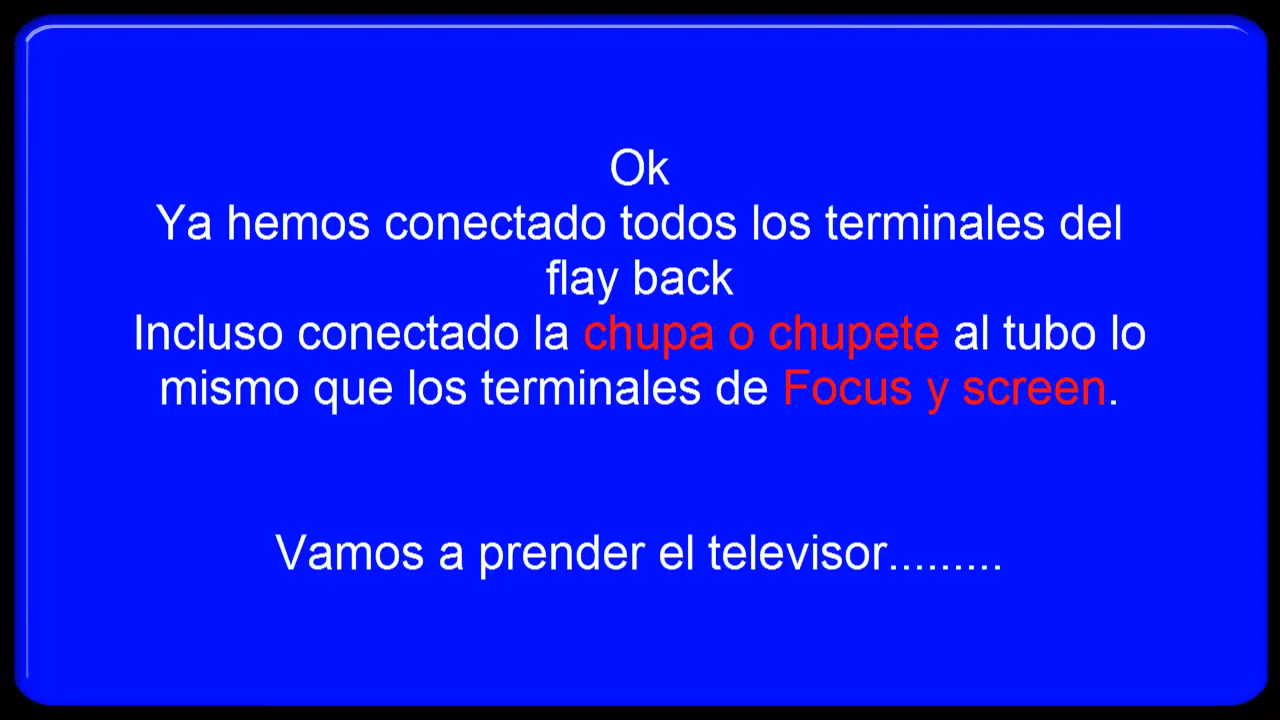 Ok
Ya hemos conectado todos los terminales del
flay back
Incluso conectado la chupa o chupete al tubo lo
mismo que los terminales de Focus y screen.
Vamos a prender el televisor.........